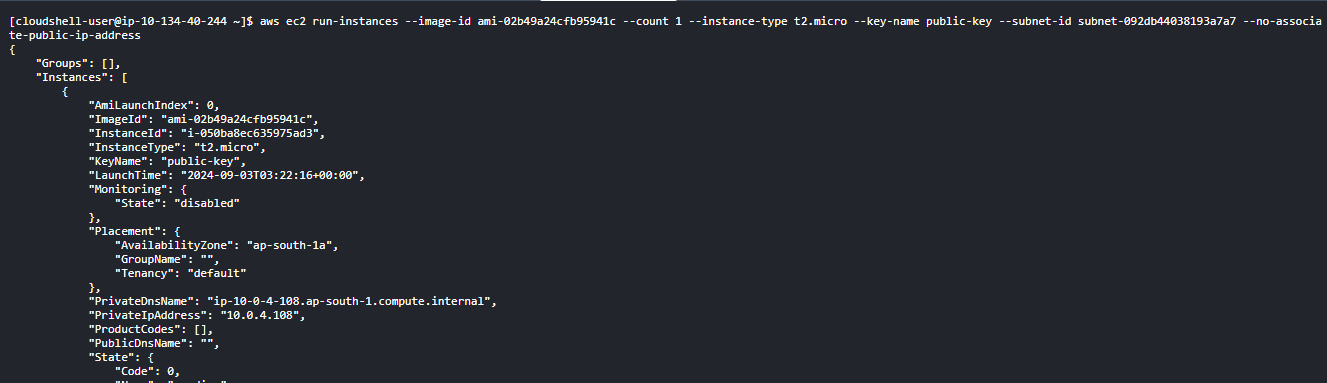 [cloudshell-user@ip-10-134-40-244 ~]$ aws ec2 run-instances --image-id ami-02b49a24cfb95941c --count 1 --instance-type t2.micro --key-name public-key --subnet-id subnet-092db44038193a7a7 --no-associa
te-public-ip-address
{
    "Groups": [],
    "Instances": [
        {
            "AmiLaunchIndex": 0,
            "ImageId": "ami-02b49a24cfb95941c",
            "InstanceId": "i-050ba8ec635975ad3",
            "InstanceType": "t2.micro",
            "KeyName": "public-key",
            "LaunchTime": "2024-09-03T03:22:16+00:00",
            "Monitoring": {
                "State": "disabled"
            },
            "Placement": {
                "AvailabilityZone": "ap-south-1a",
                "GroupName": "",
                "Tenancy": "default"
            },
            "PrivateDnsName": "ip-10-0-4-108.ap-south-1.compute.internal",
            "PrivateIpAddress": "10.0.4.108",
            "ProductCodes": [],
            "PublicDnsName": "",
            "State": {
                "Code": 0,